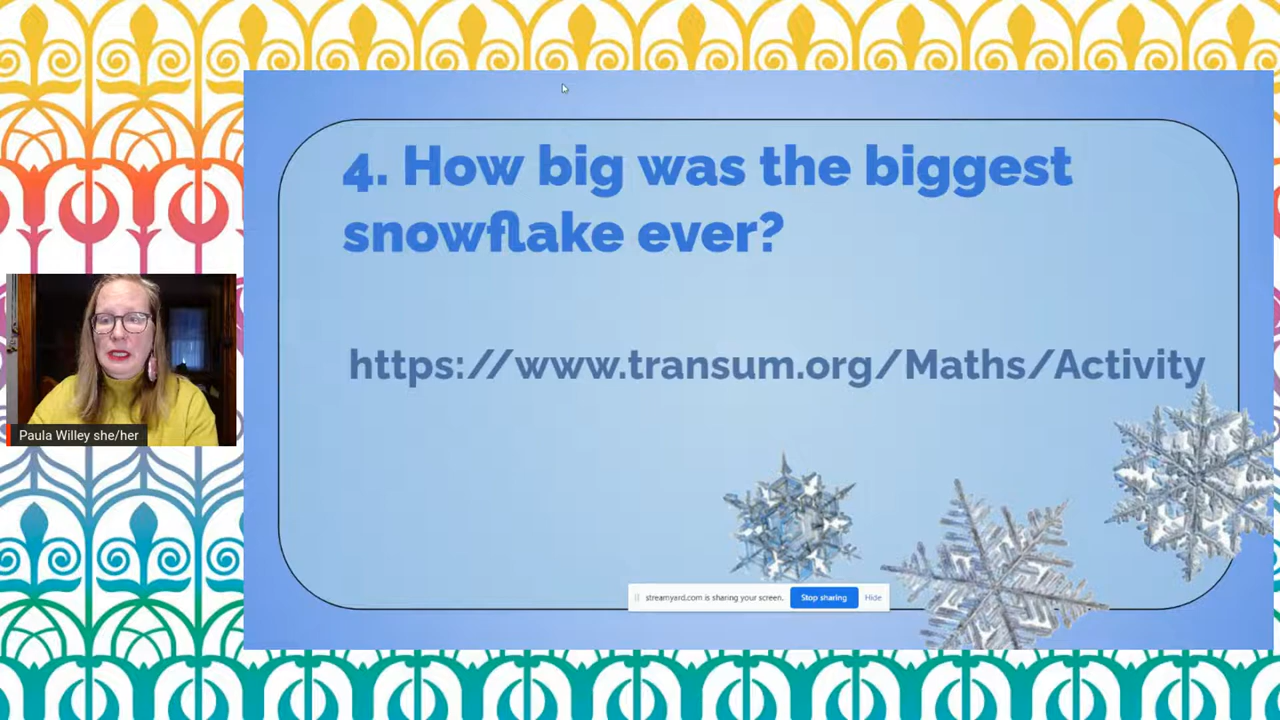 4. How big was the biggest
snowflake ever?
https://www.transum.org/Maths/Activity
Paula Willey she/her
streamyard.com is sharing your screen.
Stop sharing
Hide